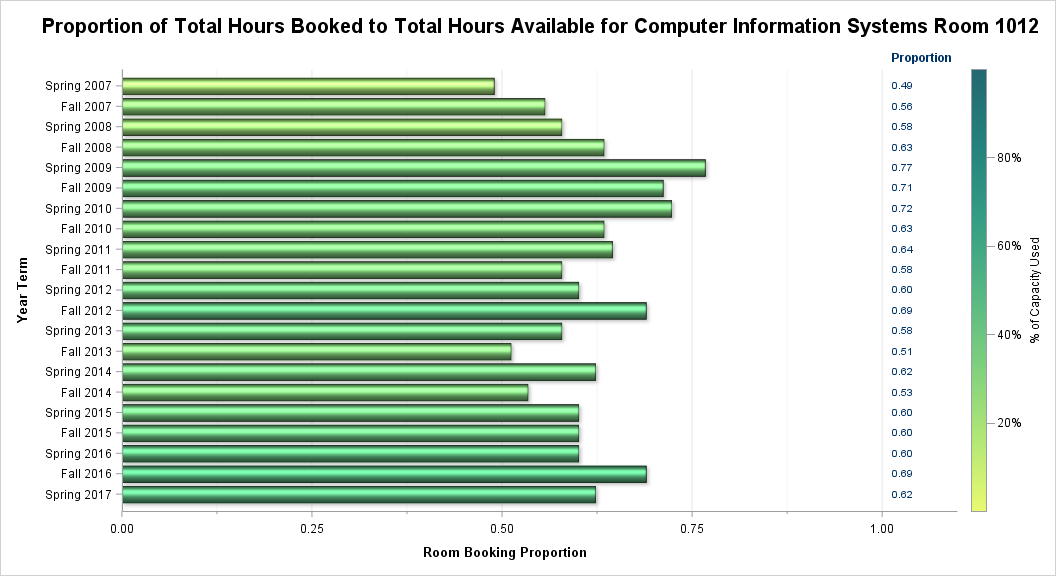 Proportion of Total Hours Booked to Total Hours Available for Computer Information Systems Room 1012
Proportion
Spring 2007 0.49
Fall 2007 0.56
Spring 2008 0.58
Fall 2008 0.63
Spring 2009 0.77
Fall 2009 0.71
Spring 2010 0.72
Fall 2010 0.63
Spring 2011 0.64
Fall 2011 0.58
Spring 2012 0.60
Fall 2012 0.69
Spring 2013 0.58
Fall 2013 0.51
Spring 2014 0.62
Fall 2014 0.53
Spring 2015 0.60
Fall 2015 0.60
Spring 2016 0.60
Fall 2016 0.69
Spring 2017 0.62
Year Term
0.00 0.25 0.50 0.75 1.00
Room Booking Proportion
80%
60%
40%
20%
% of Capacity Used